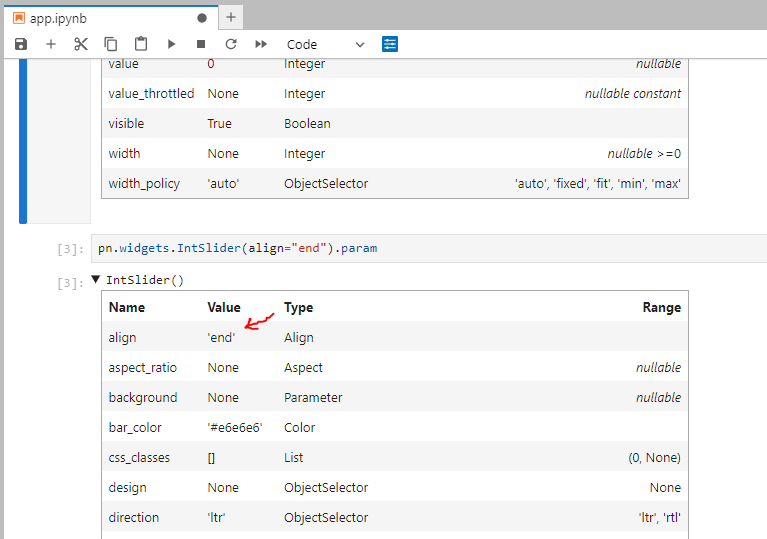 app.ipynb
Code
value 0 Integer nullable
value_throttled None Integer nullable constant
visible True Boolean
width None Integer nullable >=0
width_policy 'auto' ObjectSelector 'auto', 'fixed', 'fit', 'min', 'max'
[3]: pn.widgets.IntSlider(align="end").param
[3]: ▼ IntSlider()
Name Value Type Range
align 'end' Align
aspect_ratio None Aspect nullable
background None Parameter nullable
bar_color '#e6e6e6' Color
css_classes [] List (0, None)
design None ObjectSelector None
direction 'ltr' ObjectSelector 'ltr', 'rtl'